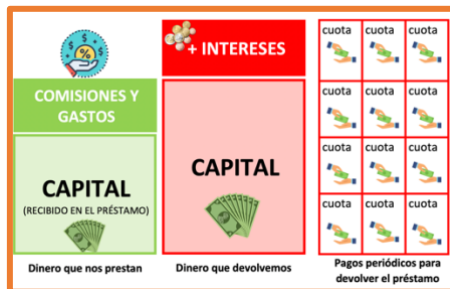 COMISIONES Y
GASTOS
CAPITAL
(RECIBIDO EN EL PRÉSTAMO)
Dinero que nos prestan
+ INTERESES
CAPITAL
Dinero que devolvemos
cuota cuota cuota
cuota cuota cuota
cuota cuota cuota
cuota cuota cuota
Pagos periódicos para
devolver el préstamo